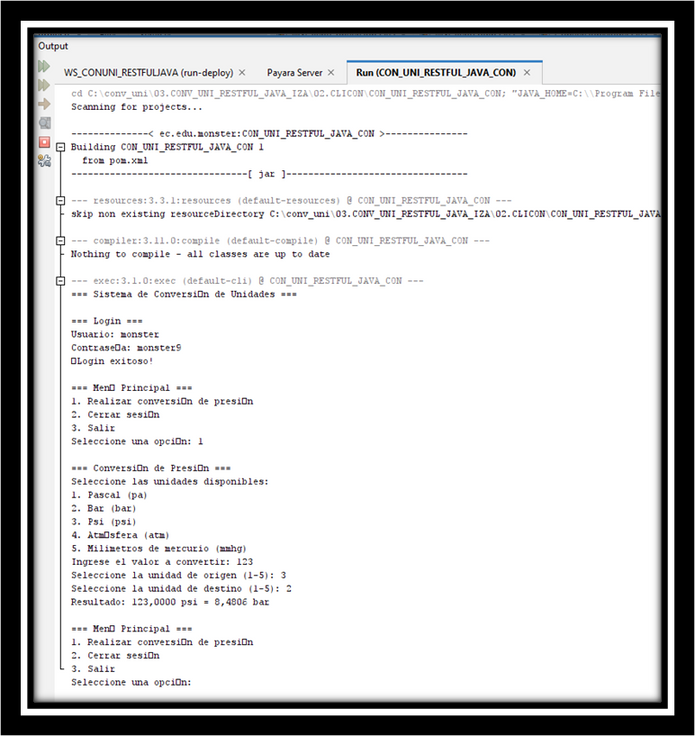 Output
WS_CONUNI_RESTFULJAVA (run-deploy) × Payara Server × Run (CON_UNI_RESTFUL_JAVA_CON) ×
cd C:\conv_uni\03.CONV_UNI_RESTFUL_JAVA_IZA\02.CLICON\CON_UNI_RESTFUL_JAVA_CON; "JAVA_HOME=C:\\Program File
Scanning for projects...
--------------< ec.edu.monster:CON_UNI_RESTFUL_JAVA_CON >---------------
Building CON_UNI_RESTFUL_JAVA_CON 1
from pom.xml
--------------------------------[ jar ]---------------------------------
--- resources:3.3.1:resources (default-resources) @ CON_UNI_RESTFUL_JAVA_CON ---
skip non existing resourceDirectory C:\conv_uni\03.CONV_UNI_RESTFUL_JAVA_IZA\02.CLICON\CON_UNI_RESTFUL_JAVA
--- compiler:3.11.0:compile (default-compile) @ CON_UNI_RESTFUL_JAVA_CON ---
Nothing to compile - all classes are up to date
--- exec:3.1.0:exec (default-cli) @ CON_UNI_RESTFUL_JAVA_CON ---
=== Sistema de Conversi▯n de Unidades ===
=== Login ===
Usuario: monster
Contrase▯a: monster9
▯Login exitoso!
=== Men▯ Principal ===
1. Realizar conversi▯n de presi▯n
2. Cerrar sesi▯n
3. Salir
Seleccione una opci▯n: 1
=== Conversi▯n de Presi▯n ===
Seleccione las unidades disponibles:
1. Pascal (pa)
2. Bar (bar)
3. Psi (psi)
4. Atm▯sfera (atm)
5. Milimetros de mercurio (mmhg)
Ingrese el valor a convertir: 123
Seleccione la unidad de origen (1-5): 3
Seleccione la unidad de destino (1-5): 2
Resultado: 123,0000 psi = 8,4806 bar
=== Men▯ Principal ===
1. Realizar conversi▯n de presi▯n
2. Cerrar sesi▯n
3. Salir
Seleccione una opci▯n: